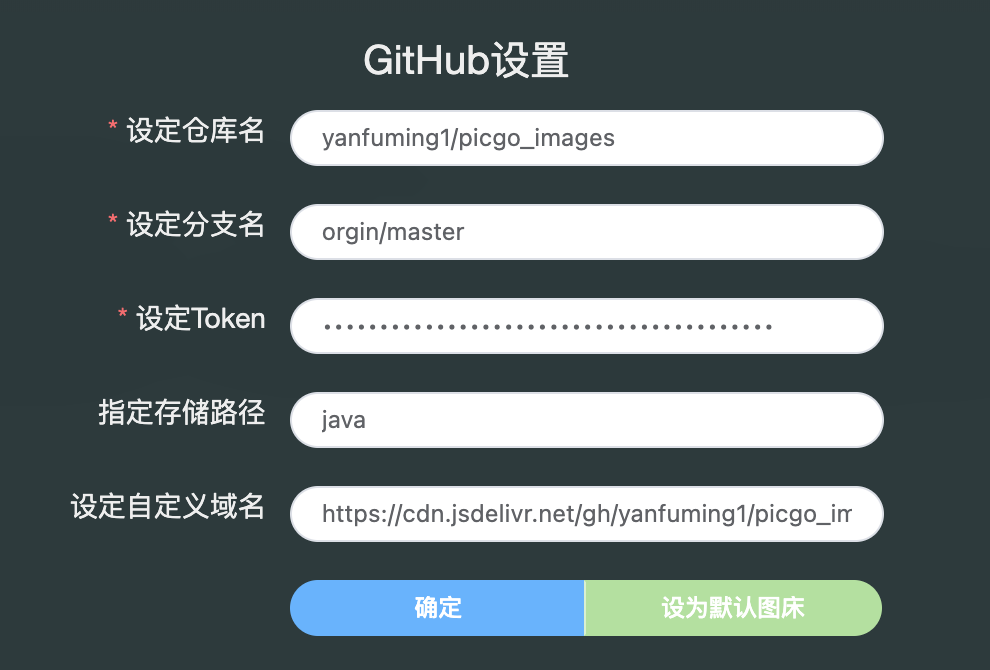 GitHub设置
* 设定仓库名
yanfuming1/picgo_images
* 设定分支名
orgin/master
* 设定Token
••••••••••••••••••••••••••••••••••••••••
指定存储路径
java
设定自定义域名
https://cdn.jsdelivr.net/gh/yanfuming1/picgo_im
确定
设为默认图床